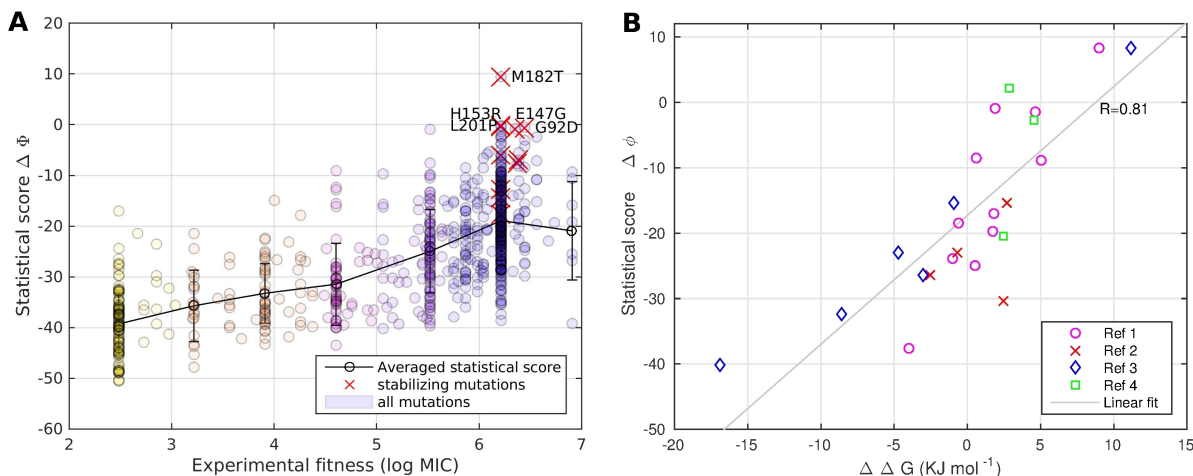 A
20
10
0
-10
-20
-30
-40
-50
-60
2
3
4
5
6
7
Statistical score Δ Φ
Experimental fitness (log MIC)
M182T
H153R
E147G
L201P
G92D
Averaged statistical score
stabilizing mutations
all mutations
B
10
0
-10
-20
-30
-40
-50
-20
-15
-10
-5
0
5
10
15
Statistical score Δ ϕ
Δ Δ G (KJ mol -1)
R=0.81
Ref 1
Ref 2
Ref 3
Ref 4
Linear fit